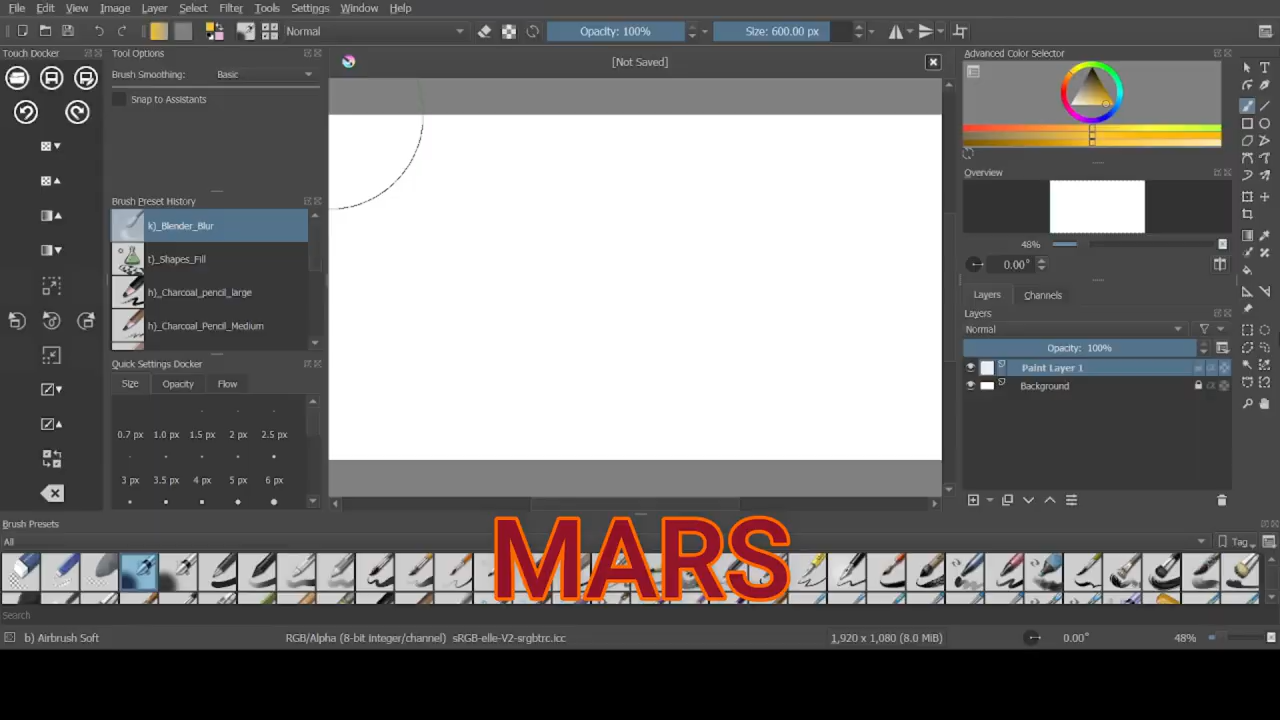 File Edit View Image Layer Select Filter Tools Settings Window Help
Normal Opacity: 100% Size: 600.00 px
Touch Docker
Tool Options
Brush Smoothing: Basic
Snap to Assistants
Brush Preset History
k)_Blender_Blur
t)_Shapes_Fill
h)_Charcoal_pencil_large
h)_Charcoal_Pencil_Medium
Quick Settings Docker
Size Opacity Flow
0.7 px 1.0 px 1.5 px 2 px 2.5 px
3 px 3.5 px 4 px 5 px 6 px
[Not Saved]
Advanced Color Selector
Overview
48%
0.00°
Layers Channels
Layers
Normal
Opacity: 100%
Paint Layer 1
Background
Brush Presets
All
Tag
MARS
Search
b) Airbrush Soft RGB/Alpha (8-bit integer/channel) sRGB-elle-V2-srgbtrc.icc 1,920 x 1,080 (8.0 MiB) 0.00° 48%